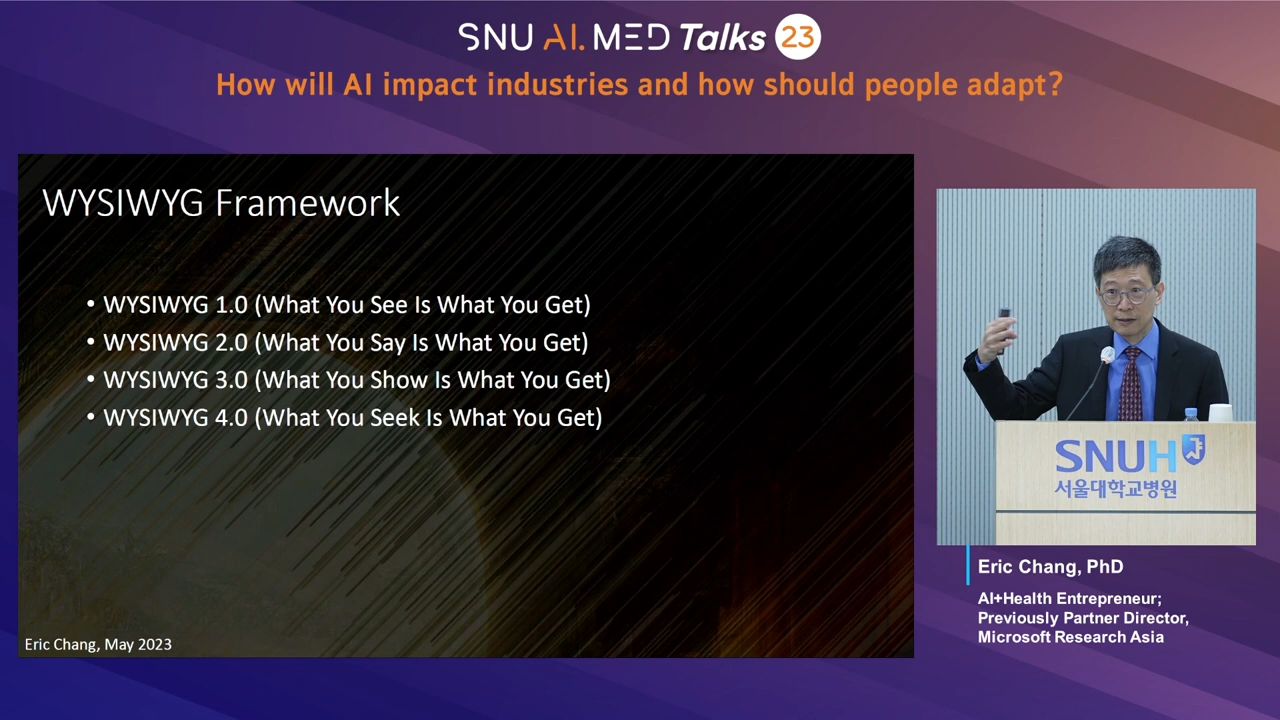 SNU AI. MED Talks 23
How will AI impact industries and how should people adapt?
WYSIWYG Framework
• WYSIWYG 1.0 (What You See Is What You Get)
• WYSIWYG 2.0 (What You Say Is What You Get)
• WYSIWYG 3.0 (What You Show Is What You Get)
• WYSIWYG 4.0 (What You Seek Is What You Get)
Eric Chang, May 2023
SNUH
서울대학교병원
Eric Chang, PhD
AI+Health Entrepreneur;
Previously Partner Director,
Microsoft Research Asia